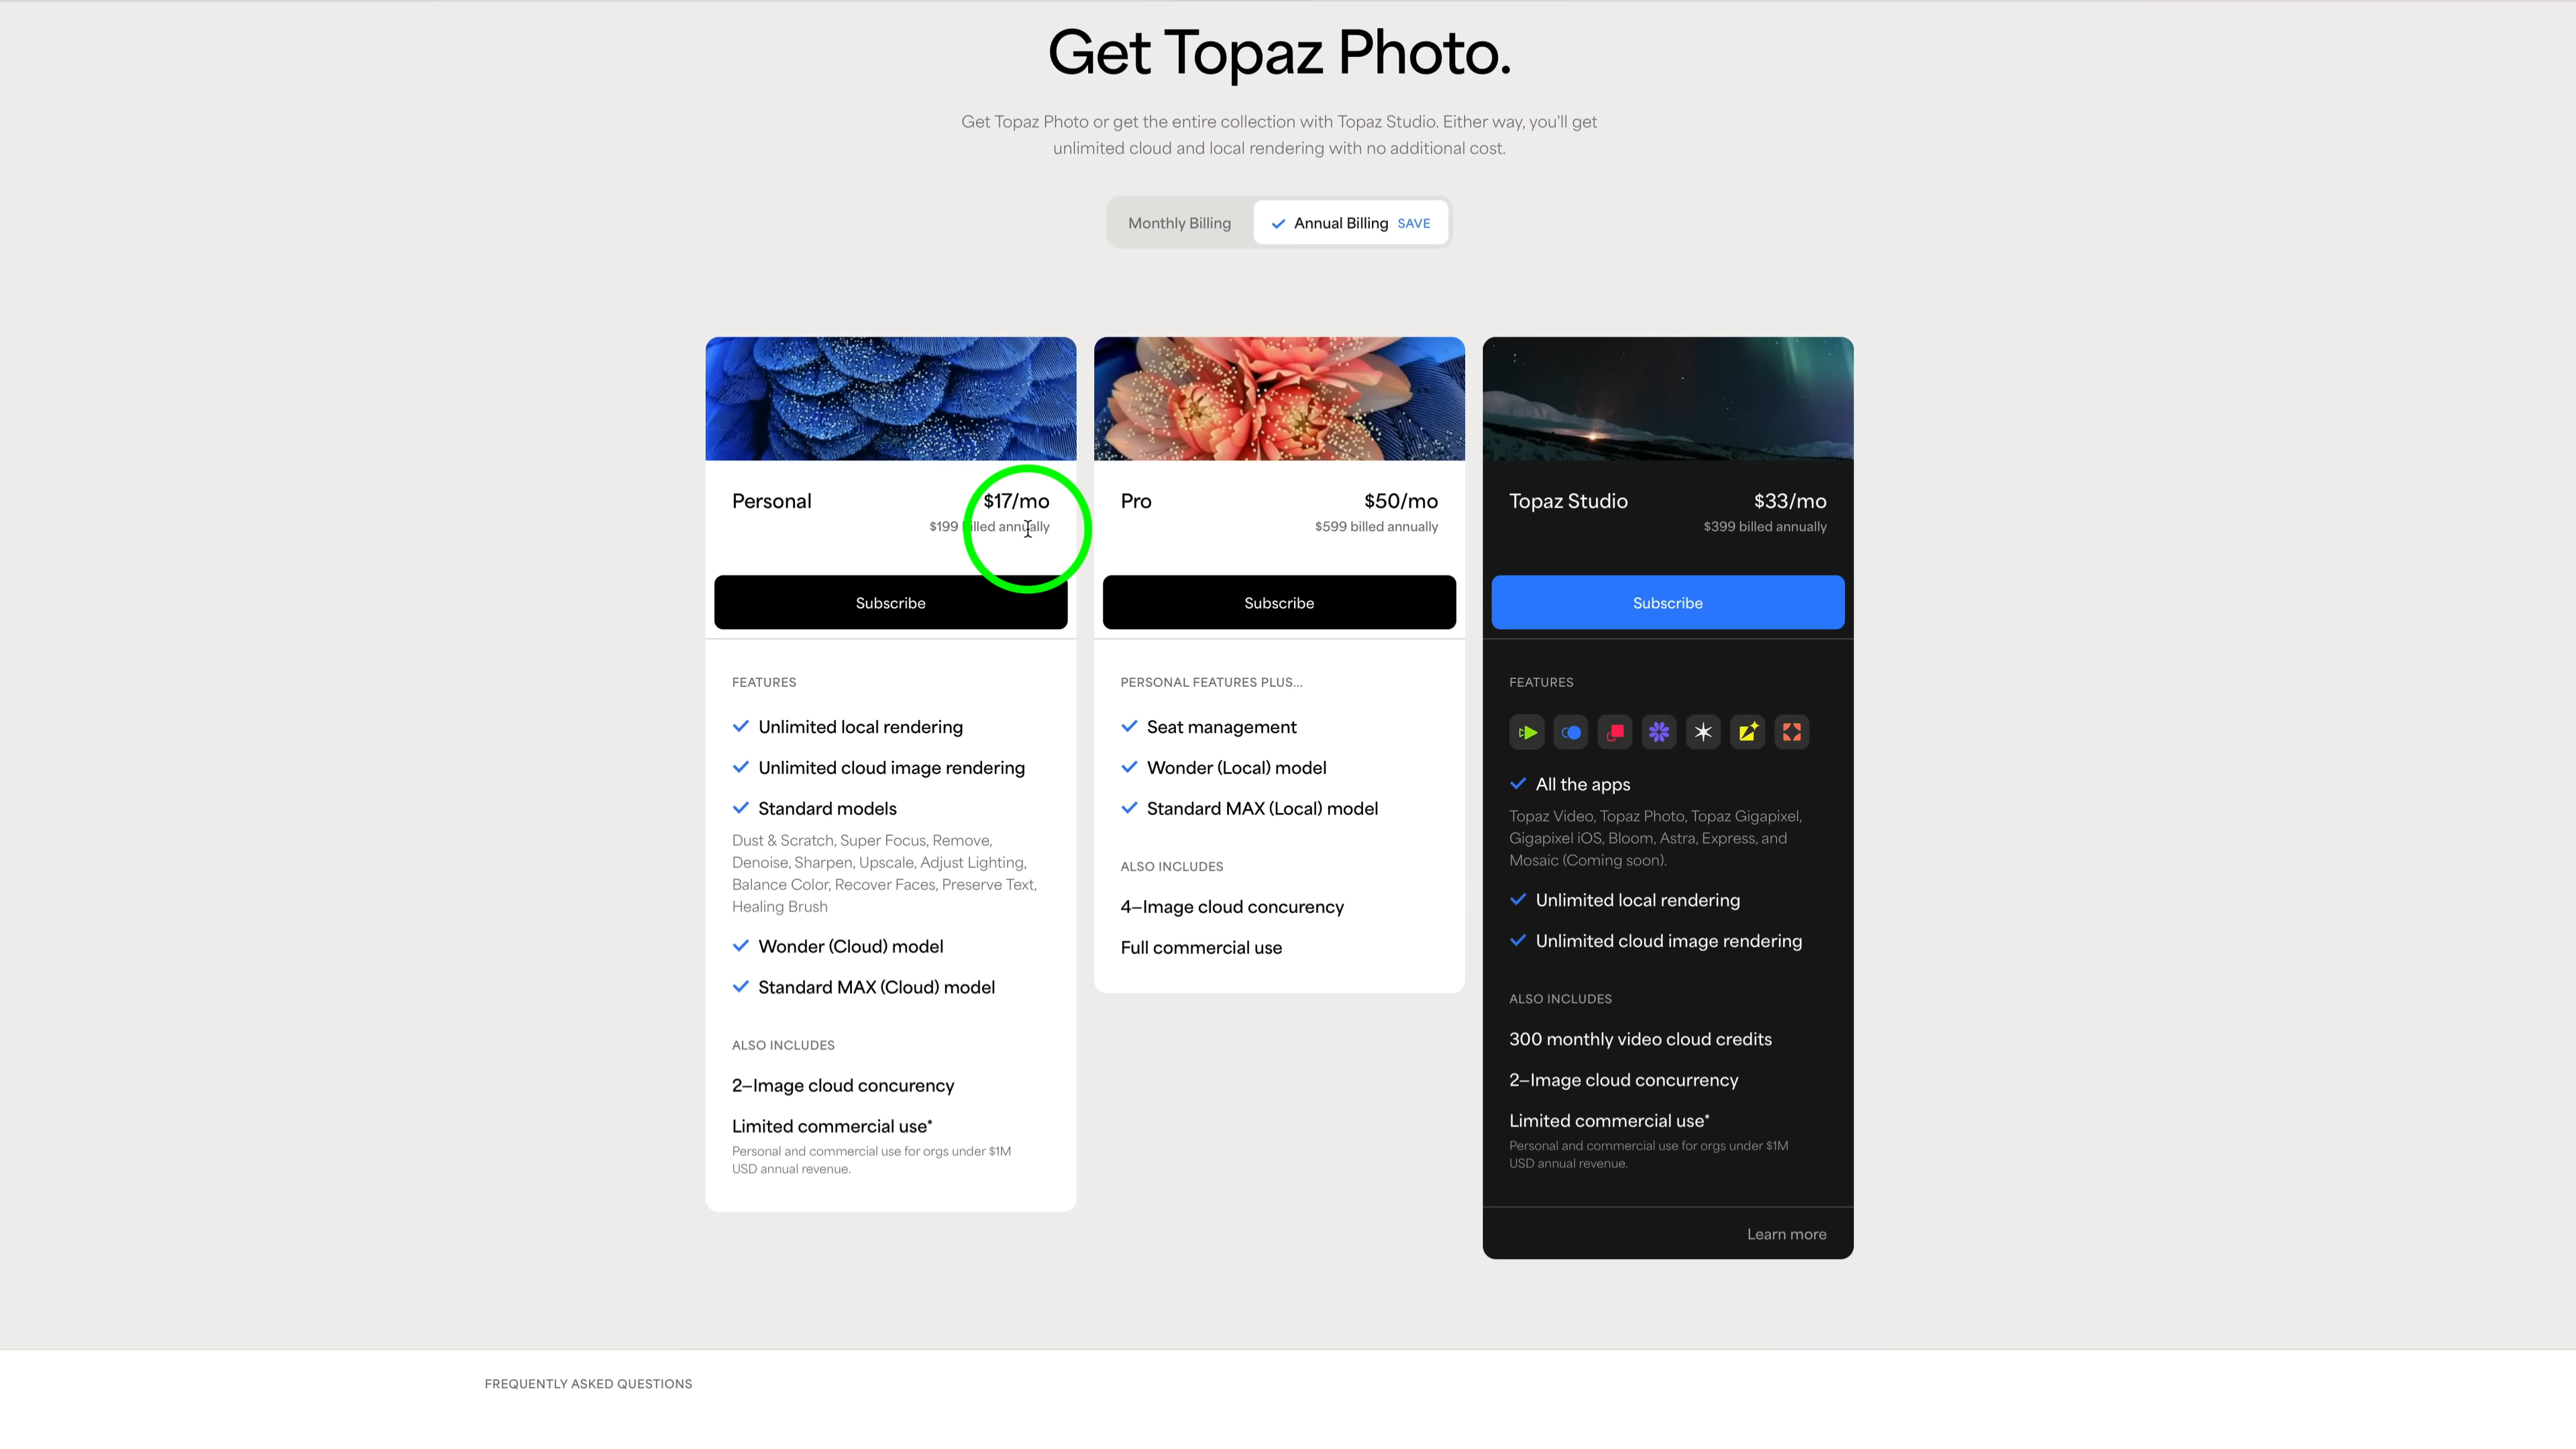 Get Topaz Photo.
Get Topaz Photo or get the entire collection with Topaz Studio. Either way, you'll get
unlimited cloud and local rendering with no additional cost.
Monthly Billing
Annual Billing SAVE
Personal
$17/mo
$199 billed annually
Subscribe
FEATURES
Unlimited local rendering
Unlimited cloud image rendering
Standard models
Dust & Scratch, Super Focus, Remove,
Denoise, Sharpen, Upscale, Adjust Lighting,
Balance Color, Recover Faces, Preserve Text,
Healing Brush
Wonder (Cloud) model
Standard MAX (Cloud) model
ALSO INCLUDES
2–Image cloud concurency
Limited commercial use*
Personal and commercial use for orgs under $1M
USD annual revenue.
Pro
$50/mo
$599 billed annually
Subscribe
PERSONAL FEATURES PLUS...
Seat management
Wonder (Local) model
Standard MAX (Local) model
ALSO INCLUDES
4–Image cloud concurency
Full commercial use
Topaz Studio
$33/mo
$399 billed annually
Subscribe
FEATURES
All the apps
Topaz Video, Topaz Photo, Topaz Gigapixel,
Gigapixel iOS, Bloom, Astra, Express, and
Mosaic (Coming soon).
Unlimited local rendering
Unlimited cloud image rendering
ALSO INCLUDES
300 monthly video cloud credits
2–Image cloud concurrency
Limited commercial use*
Personal and commercial use for orgs under $1M
USD annual revenue.
Learn more
FREQUENTLY ASKED QUESTIONS